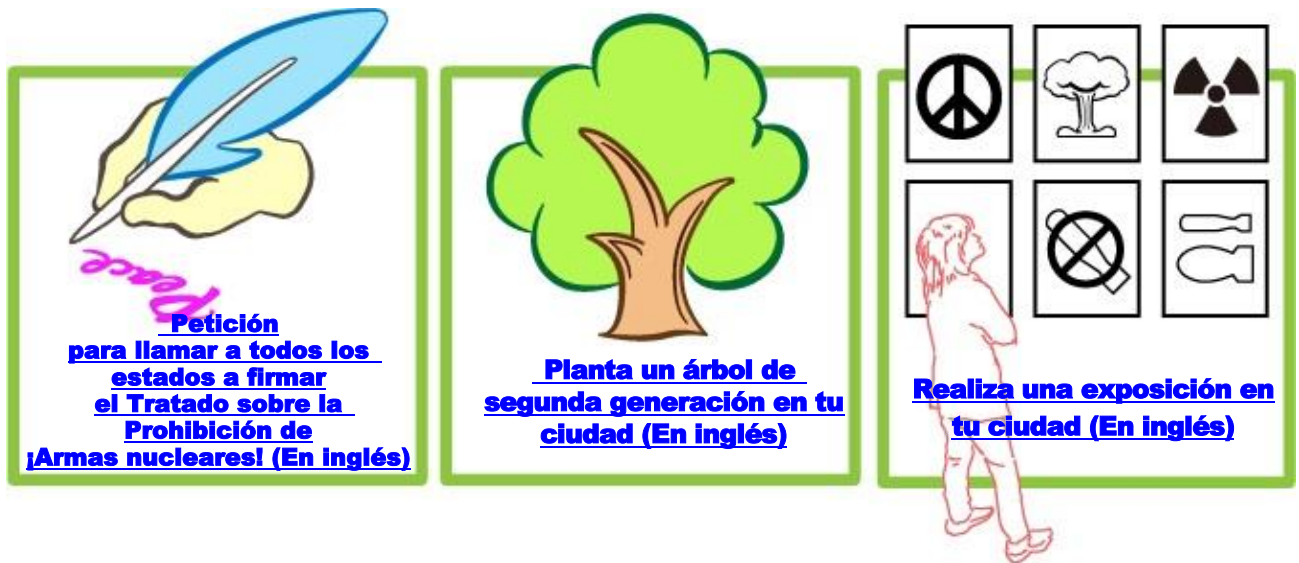 Peace
Petición
para llamar a todos los
estados a firmar
el Tratado sobre la
Prohibición de
¡Armas nucleares! (En inglés)
Planta un árbol de
segunda generación en tu
ciudad (En inglés)
Realiza una exposición en
tu ciudad (En inglés)